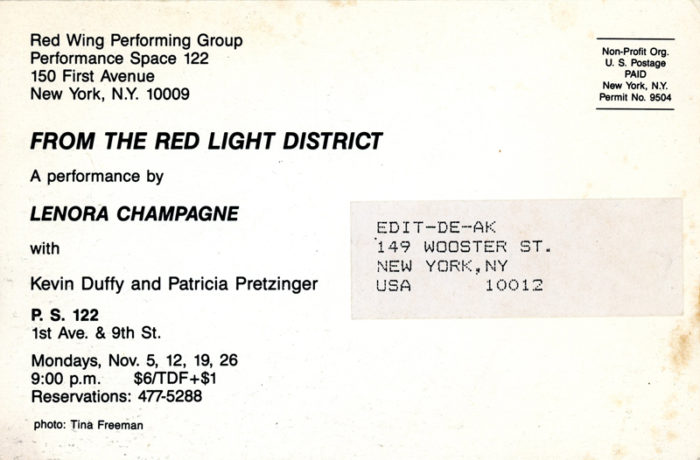 Red Wing Performing Group
Performance Space 122
150 First Avenue
New York, N.Y. 10009
Non-Profit Org.
U. S. Postage
PAID
New York, N.Y.
Permit No. 9504
FROM THE RED LIGHT DISTRICT
A performance by
LENORA CHAMPAGNE
with
Kevin Duffy and Patricia Pretzinger
P. S. 122
1st Ave. & 9th St.
Mondays, Nov. 5, 12, 19, 26
9:00 p.m. $6/TDF+$1
Reservations: 477-5288
photo: Tina Freeman
EDIT-DE-AK
149 WOOSTER ST.
NEW YORK,NY
USA 10012